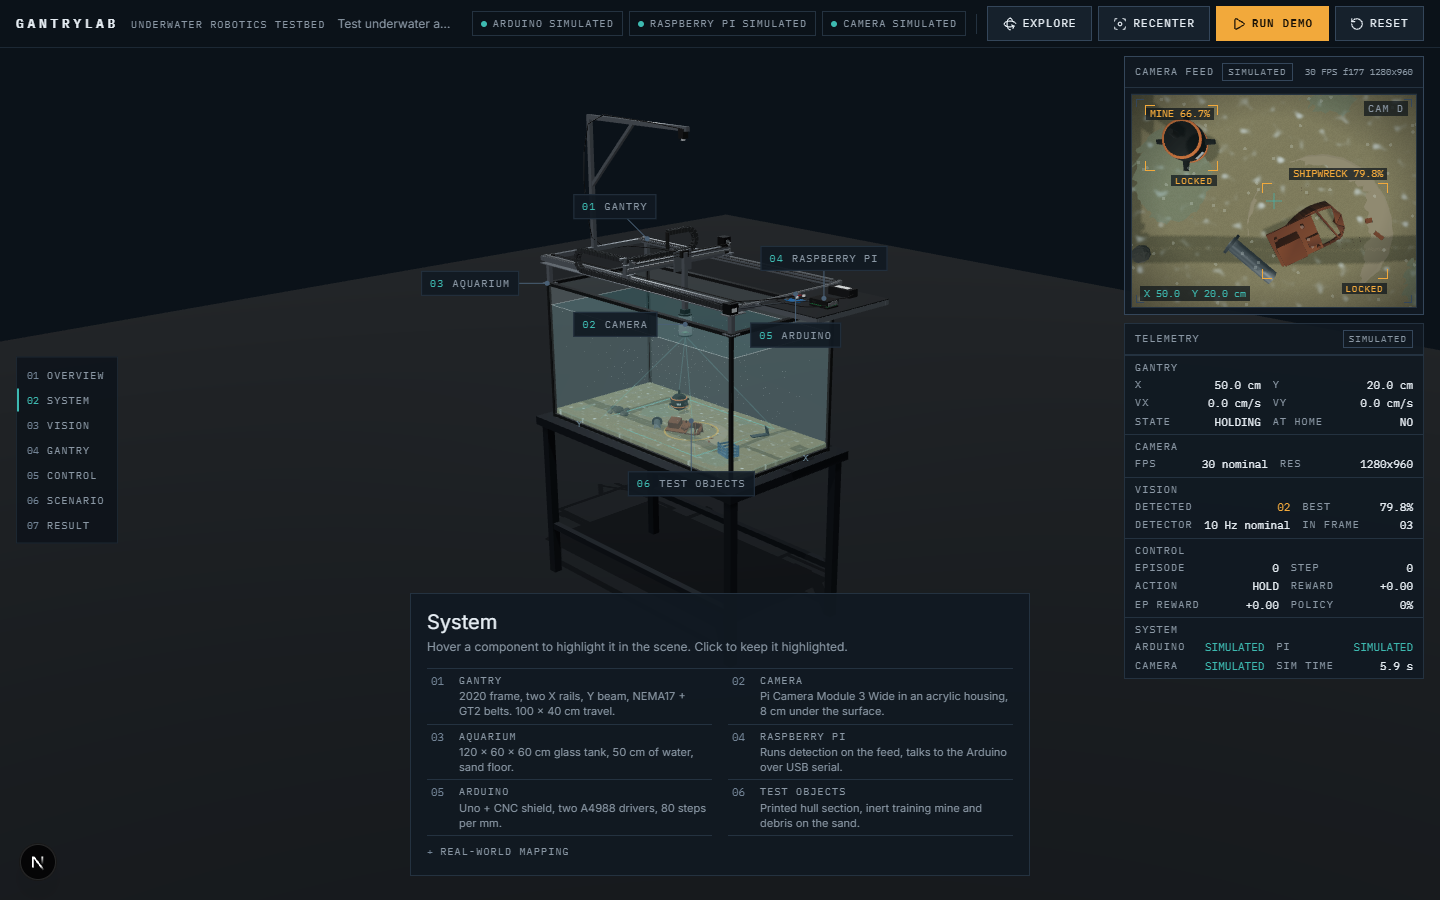 GANTRYLAB UNDERWATER ROBOTICS TESTBED Test underwater a...
ARDUINO SIMULATED
RASPBERRY PI SIMULATED
CAMERA SIMULATED
EXPLORE
RECENTER
RUN DEMO
RESET
CAMERA FEED SIMULATED 30 FPS f177 1280x960
MINE 66.7%
CAM D
LOCKED
SHIPWRECK 79.8%
LOCKED
X 50.0 Y 20.0 cm
01 GANTRY
04 RASPBERRY PI
03 AQUARIUM
02 CAMERA
05 ARDUINO
06 TEST OBJECTS
Y
X
01 OVERVIEW
02 SYSTEM
03 VISION
04 GANTRY
05 CONTROL
06 SCENARIO
07 RESULT
TELEMETRY SIMULATED
GANTRY
X 50.0 cm Y 20.0 cm
VX 0.0 cm/s VY 0.0 cm/s
STATE HOLDING AT HOME NO
CAMERA
FPS 30 nominal RES 1280x960
VISION
DETECTED 02 BEST 79.8%
DETECTOR 10 Hz nominal IN FRAME 03
CONTROL
EPISODE 0 STEP 0
ACTION HOLD REWARD +0.00
EP REWARD +0.00 POLICY 0%
SYSTEM
ARDUINO SIMULATED PI SIMULATED
CAMERA SIMULATED SIM TIME 5.9 s
System
Hover a component to highlight it in the scene. Click to keep it highlighted.
01 GANTRY
2020 frame, two X rails, Y beam, NEMA17 +
GT2 belts. 100 × 40 cm travel.
02 CAMERA
Pi Camera Module 3 Wide in an acrylic housing,
8 cm under the surface.
03 AQUARIUM
120 × 60 × 60 cm glass tank, 50 cm of water,
sand floor.
04 RASPBERRY PI
Runs detection on the feed, talks to the Arduino
over USB serial.
05 ARDUINO
Uno + CNC shield, two A4988 drivers, 80 steps
per mm.
06 TEST OBJECTS
Printed hull section, inert training mine and
debris on the sand.
+ REAL-WORLD MAPPING
N